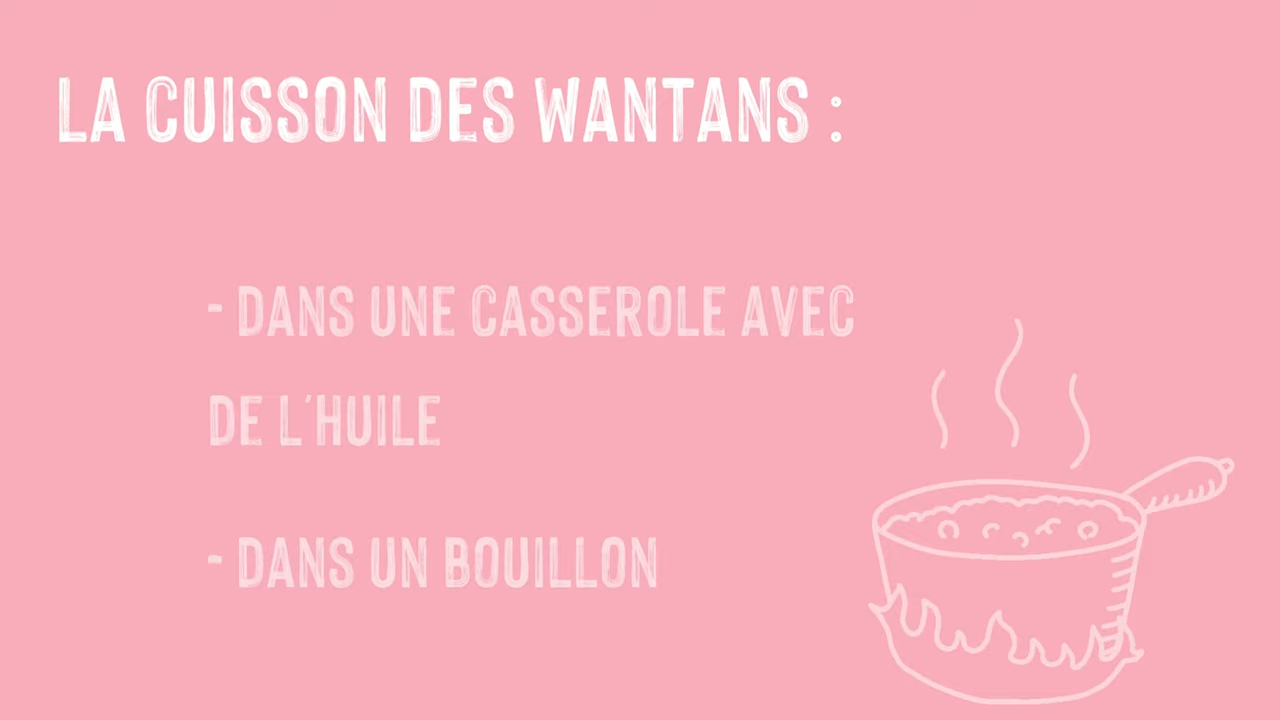 LA CUISSON DES WANTANS :
- DANS UNE CASSEROLE AVEC
DE L'HUILE
- DANS UN BOUILLON